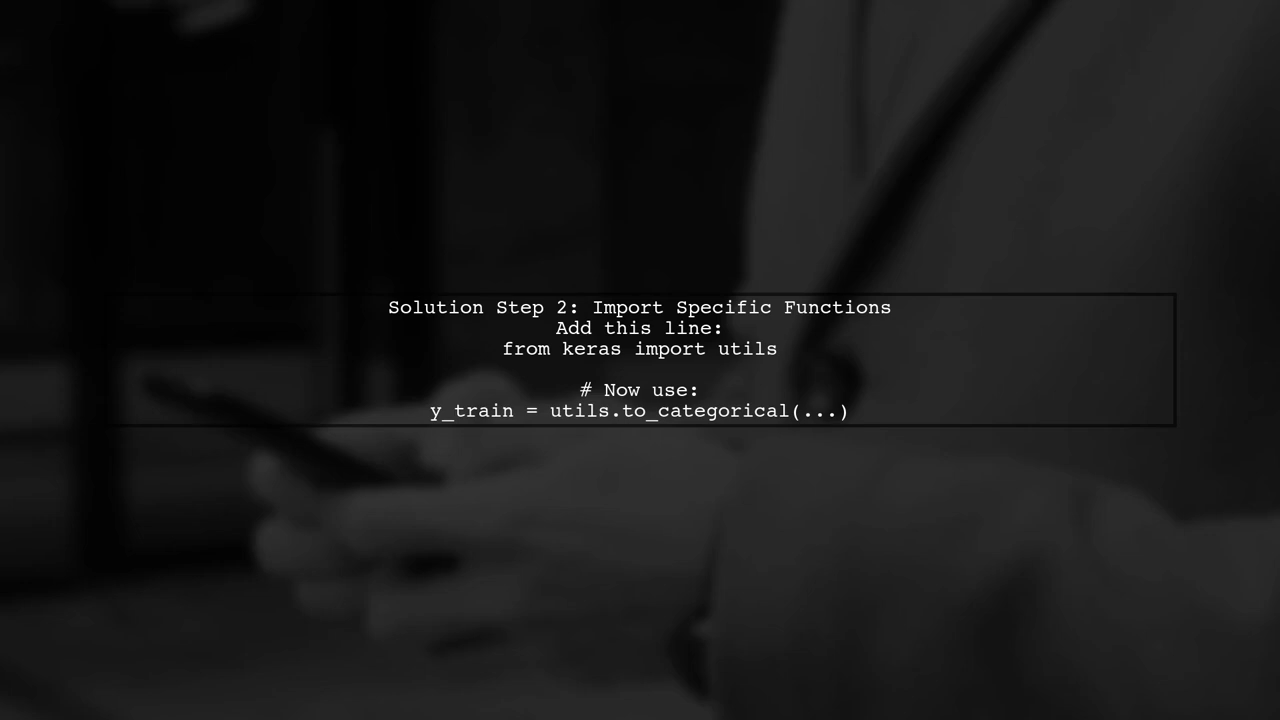 Solution Step 2: Import Specific Functions
Add this line:
from keras import utils
# Now use:
y_train = utils.to_categorical(...)